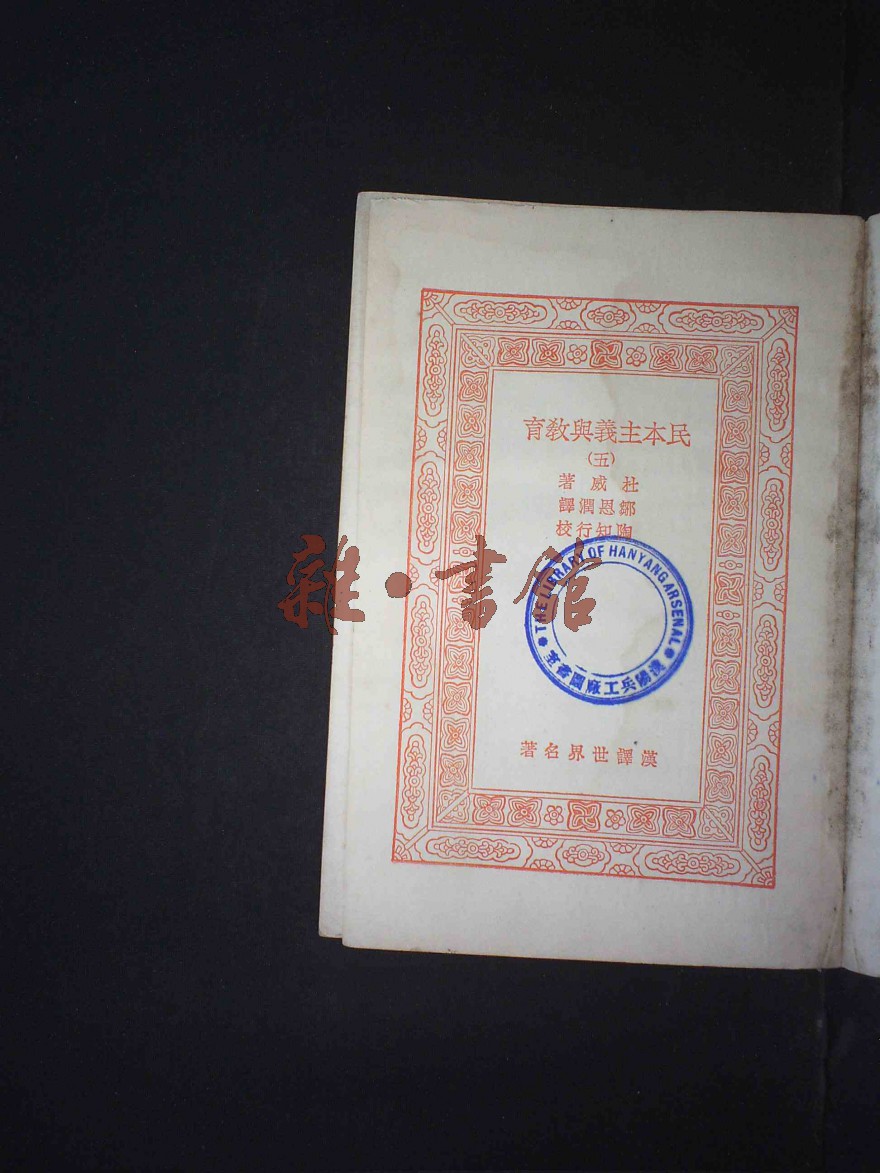 民本主義與教育
(五)
杜威著
鄒恩潤譯
陶知行校
THE LIBRARY OF HANYANG ARSENAL
漢陽兵工廠圖書室
漢譯世界名著
雜·書館